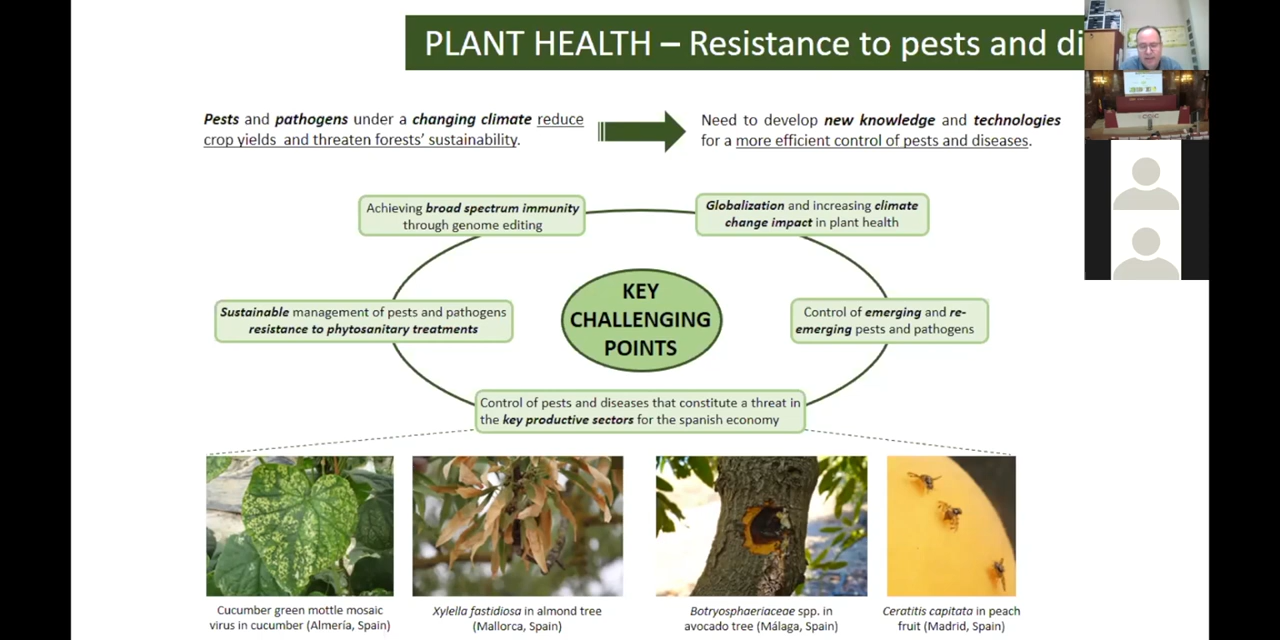 PLANT HEALTH – Resistance to pests and di
Pests and pathogens under a changing climate reduce
crop yields and threaten forests’ sustainability.
Need to develop new knowledge and technologies
for a more efficient control of pests and diseases.
Achieving broad spectrum immunity
through genome editing
Globalization and increasing climate
change impact in plant health
Sustainable management of pests and pathogens
resistance to phytosanitary treatments
KEY
CHALLENGING
POINTS
Control of emerging and re-
emerging pests and pathogens
Control of pests and diseases that constitute a threat in
the key productive sectors for the spanish economy
Cucumber green mottle mosaic
virus in cucumber (Almería, Spain)
Xylella fastidiosa in almond tree
(Mallorca, Spain)
Botryosphaeriaceae spp. in
avocado tree (Málaga, Spain)
Ceratitis capitata in peach
fruit (Madrid, Spain)